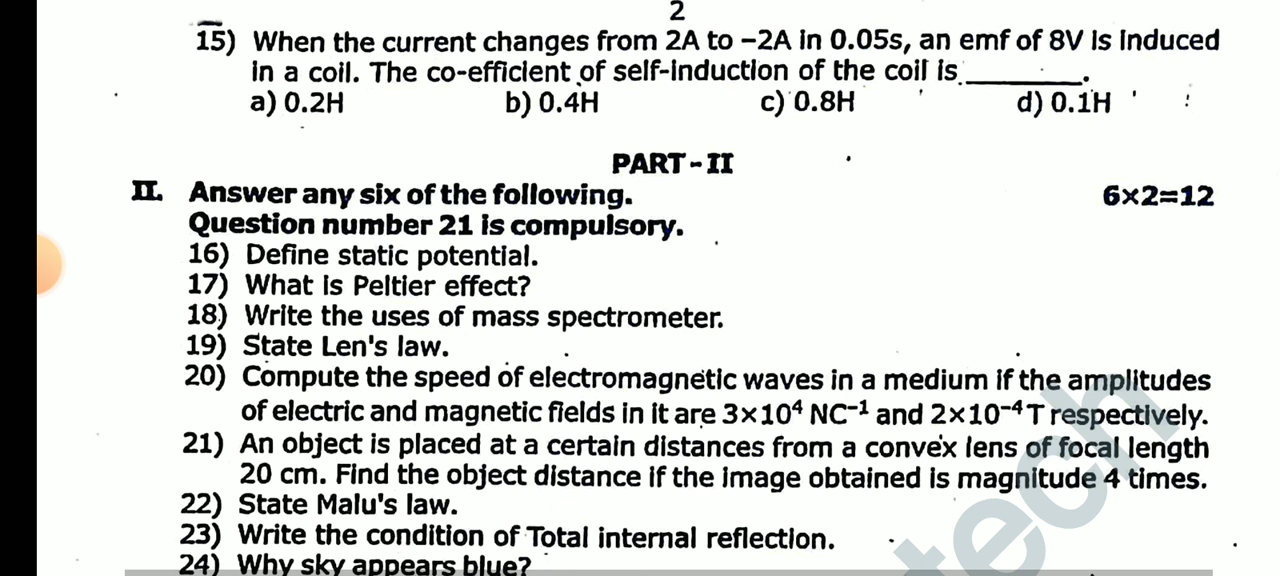 2
15) When the current changes from 2A to −2A in 0.05s, an emf of 8V is induced
in a coil. The co-efficient of self-induction of the coil is ________.
a) 0.2H b) 0.4H c) 0.8H d) 0.1H
PART - II
II. Answer any six of the following. 6×2=12
Question number 21 is compulsory.
16) Define static potential.
17) What is Peltier effect?
18) Write the uses of mass spectrometer.
19) State Len's law.
20) Compute the speed of electromagnetic waves in a medium if the amplitudes
of electric and magnetic fields in it are 3×10⁴ NC⁻¹ and 2×10⁻⁴T respectively.
21) An object is placed at a certain distances from a convex lens of focal length
20 cm. Find the object distance if the image obtained is magnitude 4 times.
22) State Malu's law.
23) Write the condition of Total internal reflection.
24) Why sky appears blue?
tech